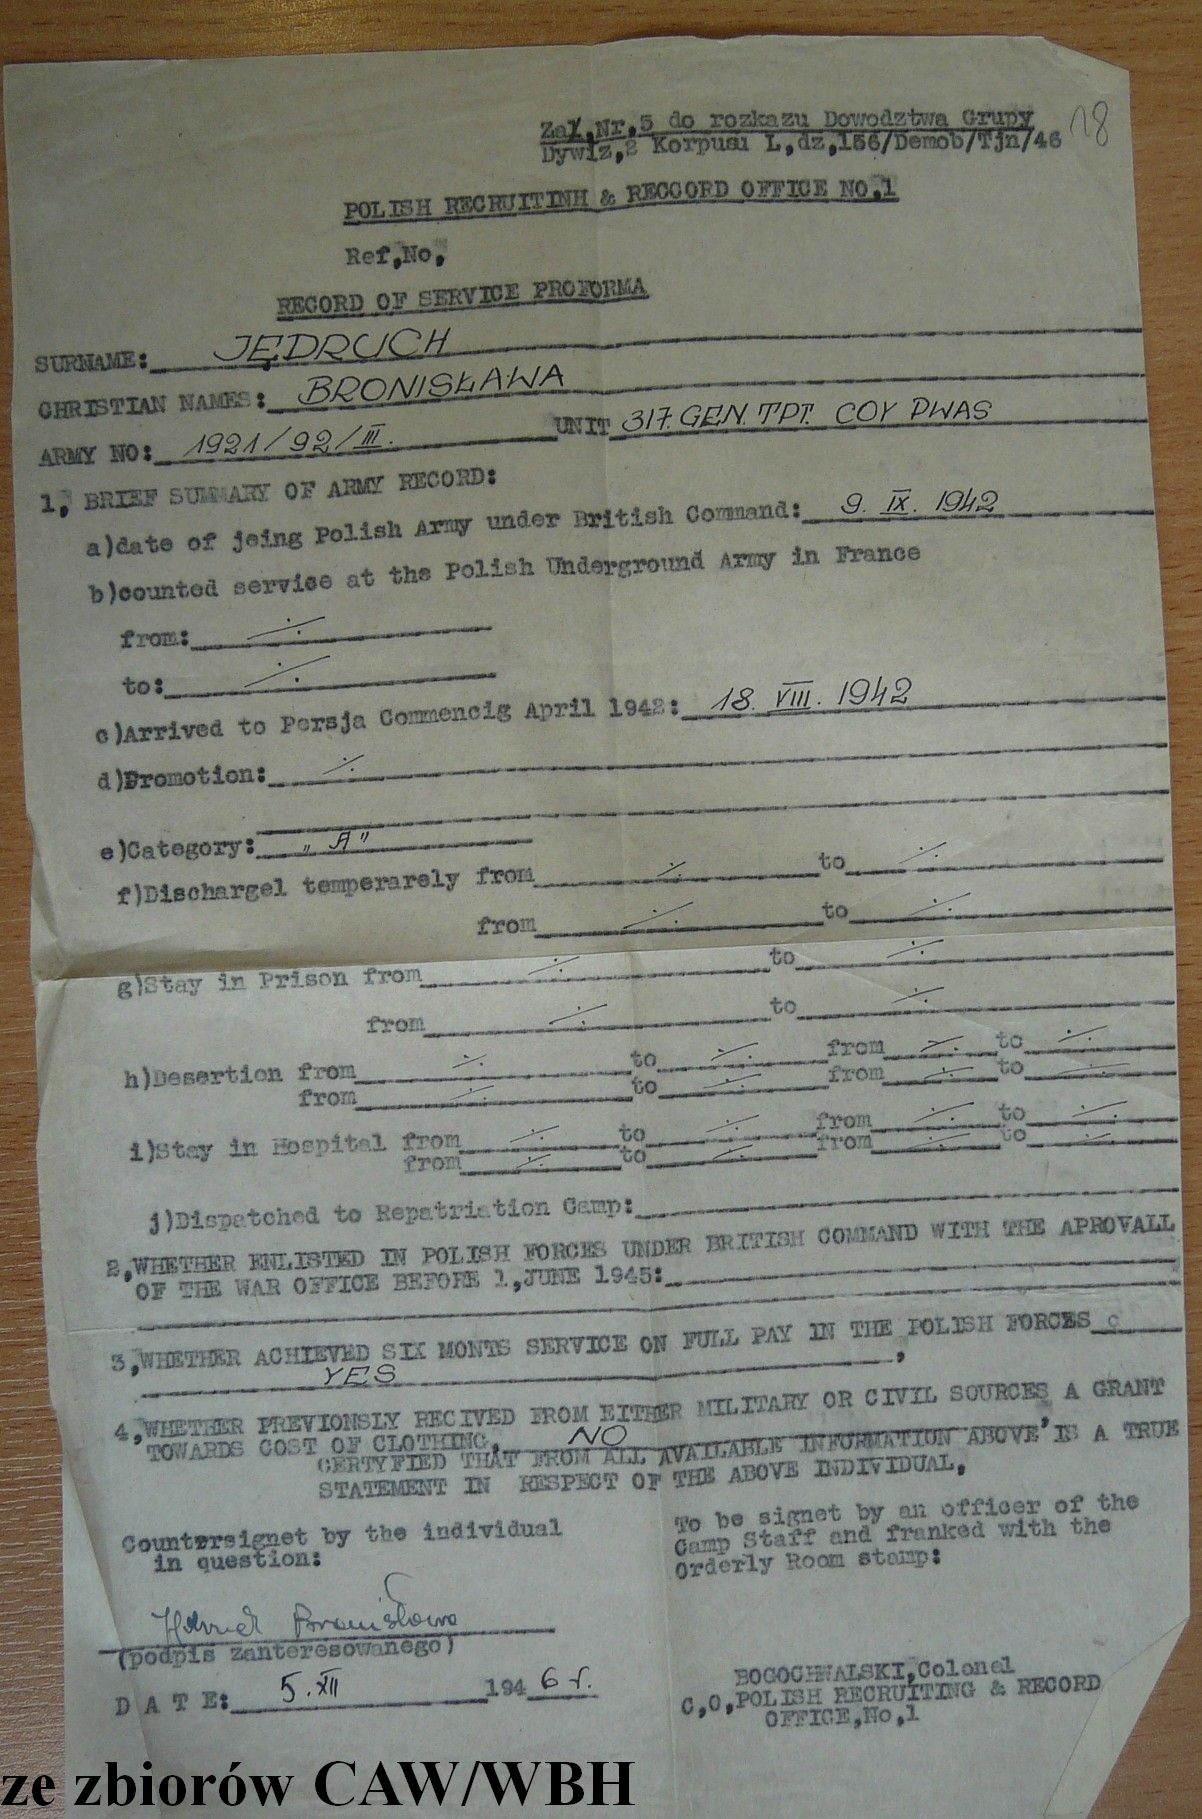 18
Zał,Nr,5 do rozkazu Dowodztwa Grupy
Dywiz,2 Korpusu L,dz,156/Demob/Tjn/46
POLISH RECRUITINH & RECCORD OFFICE NO.1
Ref,No,
RECORD OF SERVICE PROFORMA
SURNAME: JĘDRUCH
CHRISTIAN NAMES: BRONISŁAWA
ARMY NO: 1921/92/III. UNIT 317. GEN. TPT. COY PWAS
1, BRIEF SUMMARY OF ARMY RECORD:
a)date of jeing Polish Army under British Command: 9. IX. 1942
b)counted service at the Polish Underground Army in France
from: ·/·
to: ·/·
c)Arrived to Persja Commencig April 1942: 18. VIII. 1942
d)Promotion: ·/·
e)Category: „A"
f)Dischargel temperarely from ·/· to ·/·
from ·/· to ·/·
g)Stay in Prison from ·/· to ·/·
from ·/· to ·/·
h)Desertion from ·/· to ·/· from ·/· to ·/·
from ·/· to ·/· from ·/· to ·/·
i)Stay in Hospital from ·/· to ·/· from ·/· to ·/·
from ·/· to ·/· from ·/· to ·/·
j)Dispatched to Repatriation Camp:
2,WHETHER ENLISTED IN POLISH FORCES UNDER BRITISH COMMAND WITH THE APROVALL
OF THE WAR OFFICE BEFORE 1,JUNE 1945:
3,WHETHER ACHIEVED SIX MONTS SERVICE ON FULL PAY IN THE POLISH FORCES
YES ,
4,WHETHER PREVIONSLY RECIVED FROM EITHER MILITARY OR CIVIL SOURCES A GRANT
TOWARDS COST OF CLOTHING, NO
CERTYFIED THAT FROM ALL AVAILABLE INFORMATION ABOVE IS A TRUE
STATEMENT IN RESPECT OF THE ABOVE INDIVIDUAL,
Countersignet by the individual
in question:
To be signet by an officer of the
Camp Staff and franked with the
Orderly Room stamp:
Bronisława
(podpis zanteresowanego)
DATE: 5. XII 1946 r.
BOGOCHWALSKI,Colonel
C,O,POLISH RECRUITING & RECORD
OFFICE,No,1
ze zbiorów CAW/WBH